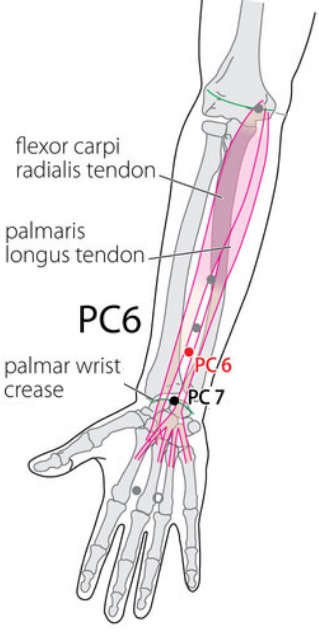 flexor carpi
radialis tendon
palmaris
longus tendon
PC6
PC 6
palmar wrist
crease
PC 7